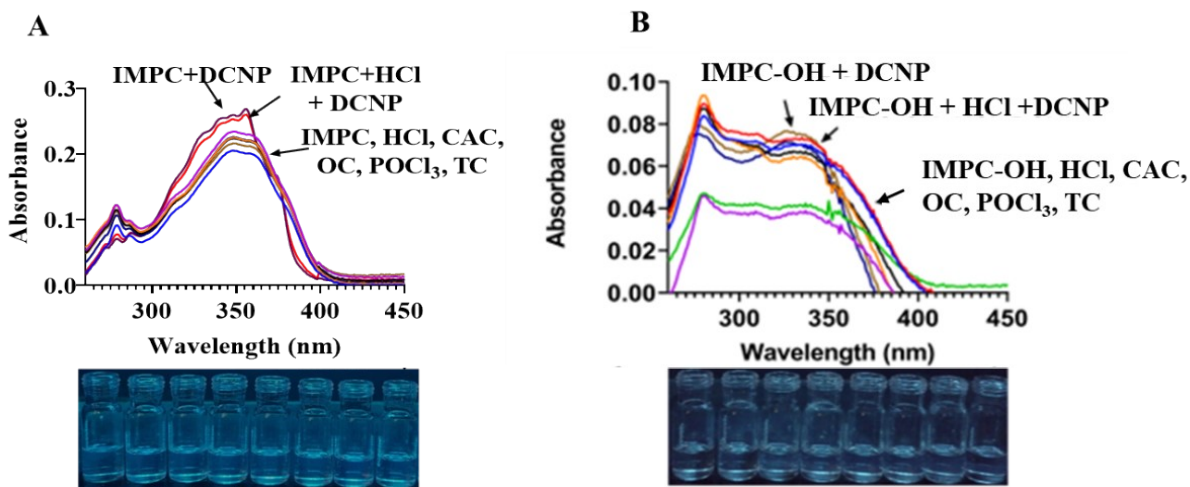 A
IMPC+DCNP
IMPC+HCl
+ DCNP
IMPC, HCl, CAC,
OC, POCl₃, TC
Absorbance
0.3
0.2
0.1
0.0
300
350
400
450
Wavelength (nm)
B
IMPC-OH + DCNP
IMPC-OH + HCl +DCNP
IMPC-OH, HCl, CAC,
OC, POCl₃, TC
Absorbance
0.10
0.08
0.06
0.04
0.02
0.00
300
350
400
450
Wavelength (nm)